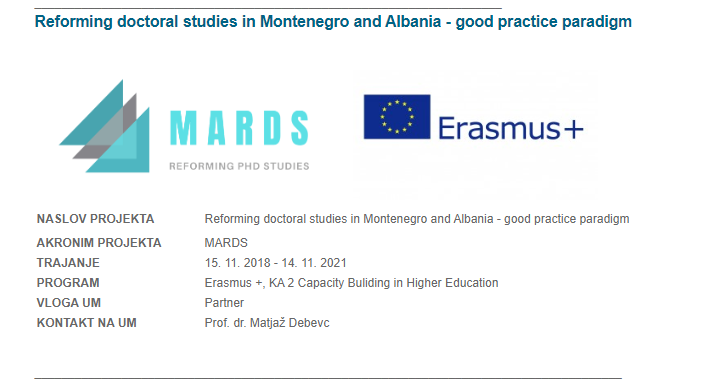 Reforming doctoral studies in Montenegro and Albania - good practice paradigm
MARDS
REFORMING PHD STUDIES
Erasmus+
NASLOV PROJEKTA Reforming doctoral studies in Montenegro and Albania - good practice paradigm
AKRONIM PROJEKTA MARDS
TRAJANJE 15. 11. 2018 - 14. 11. 2021
PROGRAM Erasmus +, KA 2 Capacity Buliding in Higher Education
VLOGA UM Partner
KONTAKT NA UM Prof. dr. Matjaž Debevc